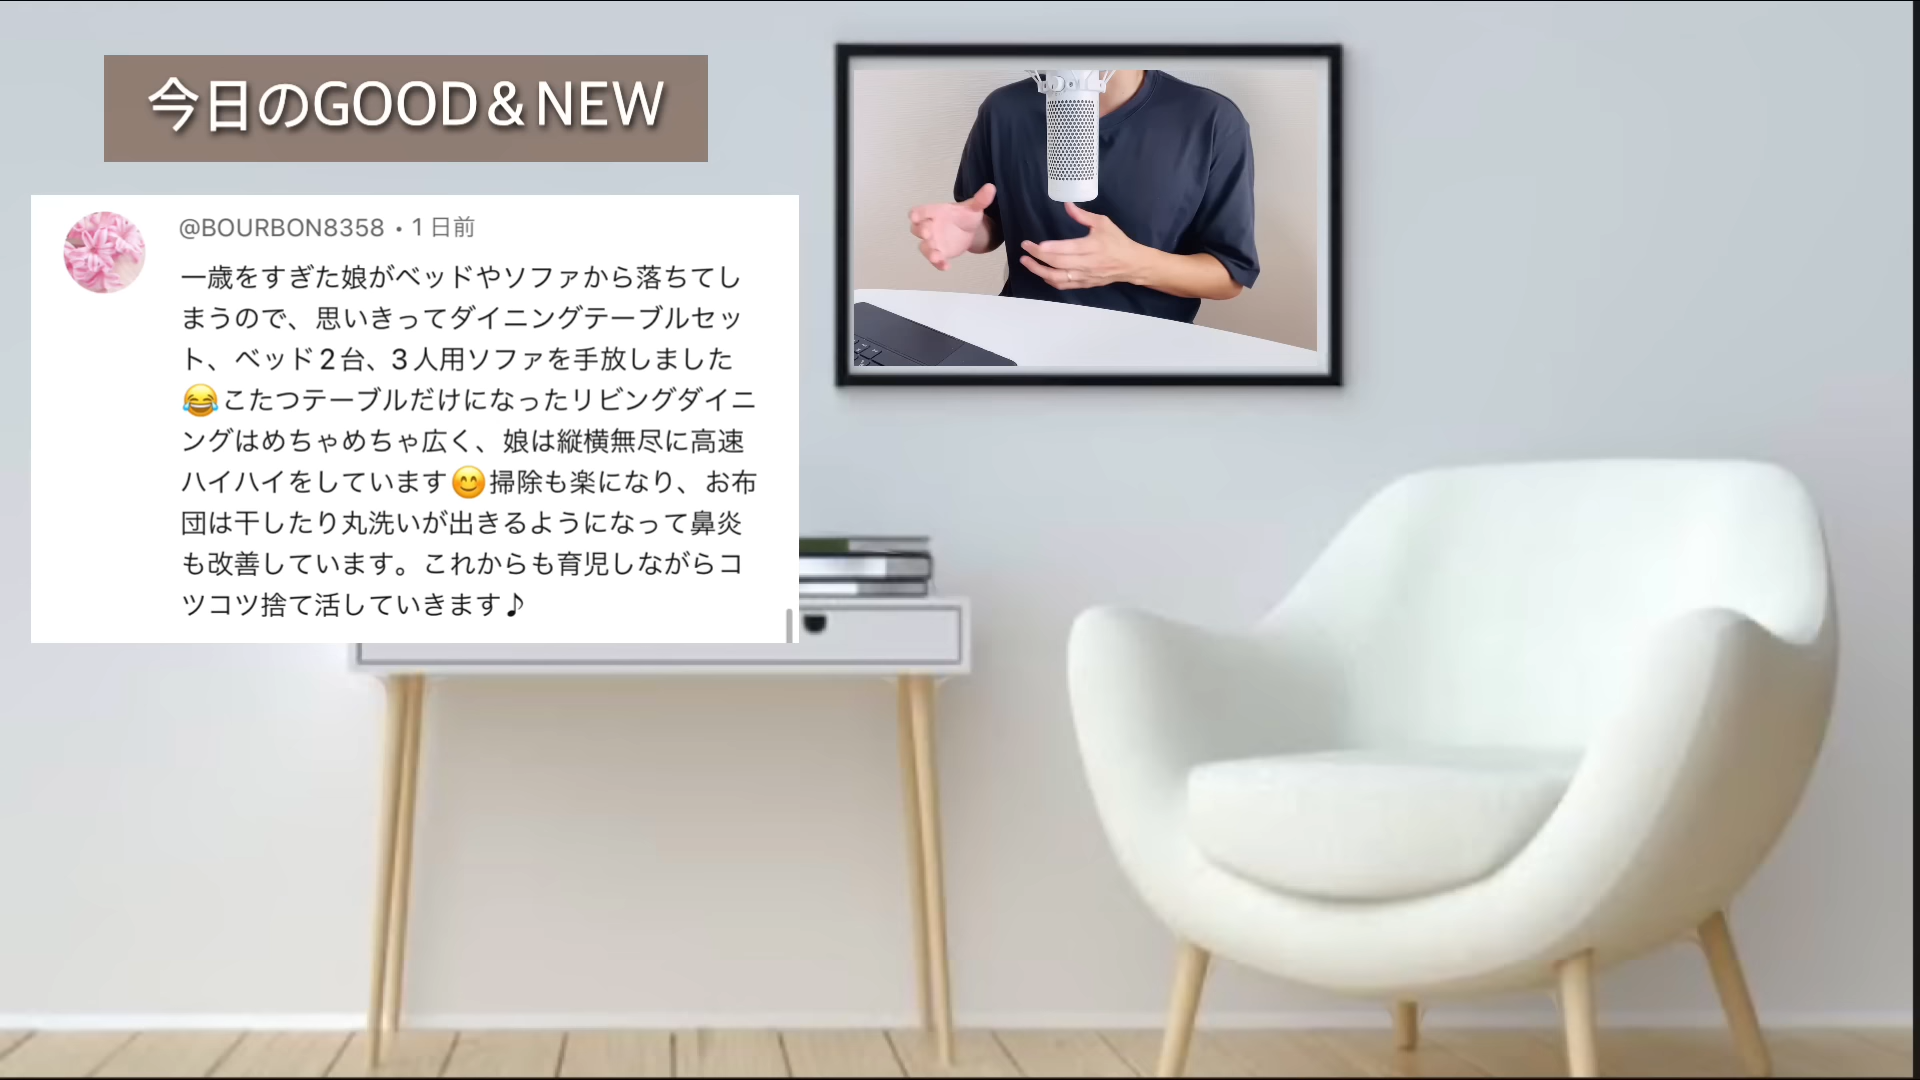 今日のGOOD＆NEW
@BOURBON8358・1日前
一歳をすぎた娘がベッドやソファから落ちてし
まうので、思いきってダイニングテーブルセッ
ト、ベッド2台、3人用ソファを手放しました
😂こたつテーブルだけになったリビングダイニ
ングはめちゃめちゃ広く、娘は縦横無尽に高速
ハイハイをしています😊掃除も楽になり、お布
団は干したり丸洗いが出きるようになって鼻炎
も改善しています。これからも育児しながらコ
ツコツ捨て活していきます♪